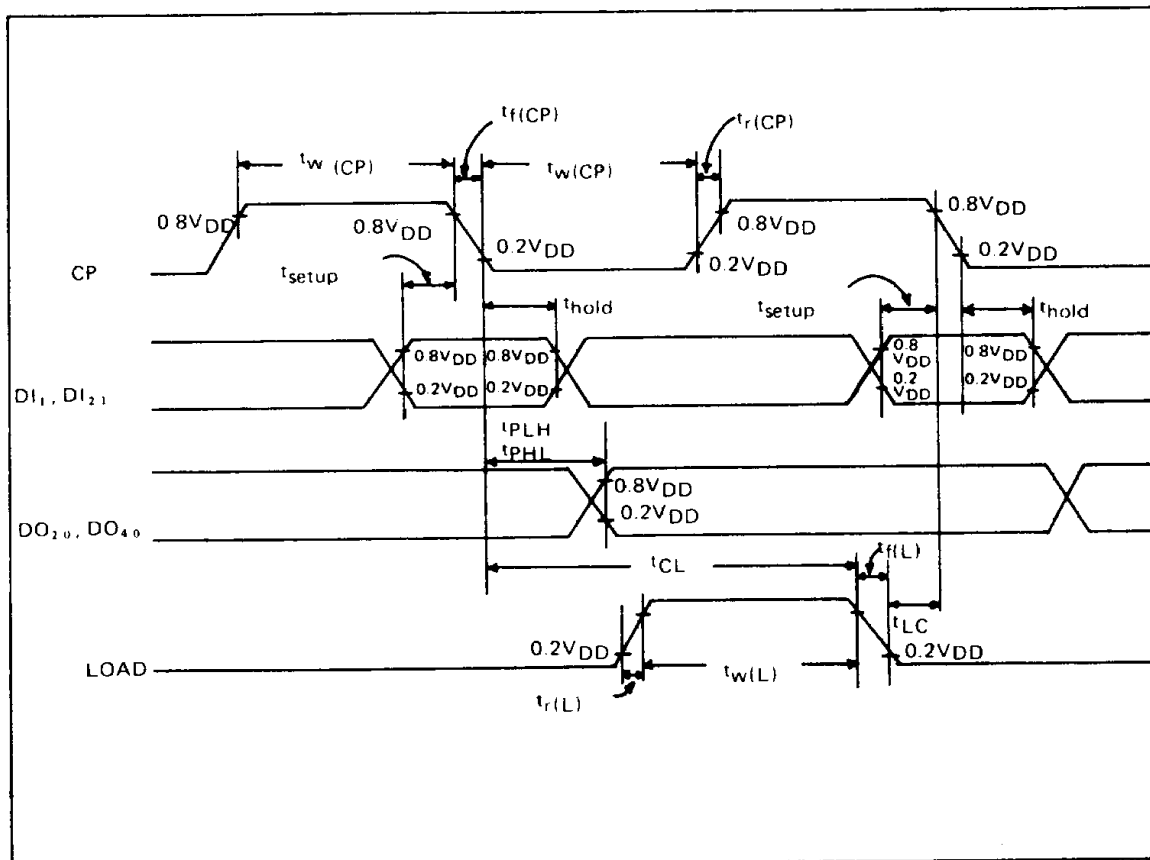 tf(CP)
tr(CP)
tw (CP)
tw(CP)
0.8VDD
0.8VDD
0.2VDD
0.8VDD
0.2VDD
0.8VDD
0.2VDD
CP
tsetup
thold
tsetup
thold
0.8VDD
0.8VDD
0.8
VDD
0.8VDD
0.2VDD
0.2VDD
0.2
VDD
0.2VDD
DI₁, DI₂₁
tPLH
tPHL
0.8VDD
0.2VDD
DO₂₀, DO₄₀
tCL
tf(L)
tLC
0.2VDD
0.2VDD
LOAD
tw(L)
tr(L)